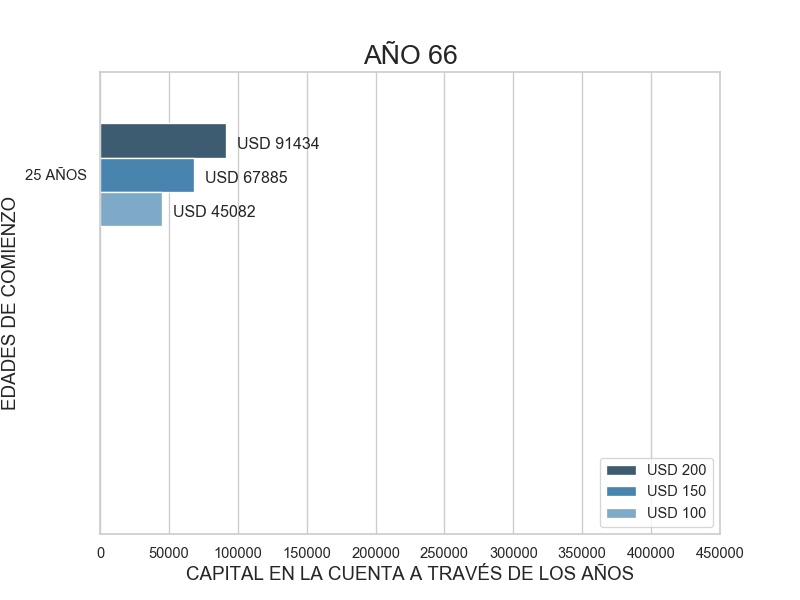 AÑO 66
USD 91434
25 AÑOS
USD 67885
USD 45082
EDADES DE COMIENZO
USD 200
USD 150
USD 100
0 50000 100000 150000 200000 250000 300000 350000 400000 450000
CAPITAL EN LA CUENTA A TRAVÉS DE LOS AÑOS